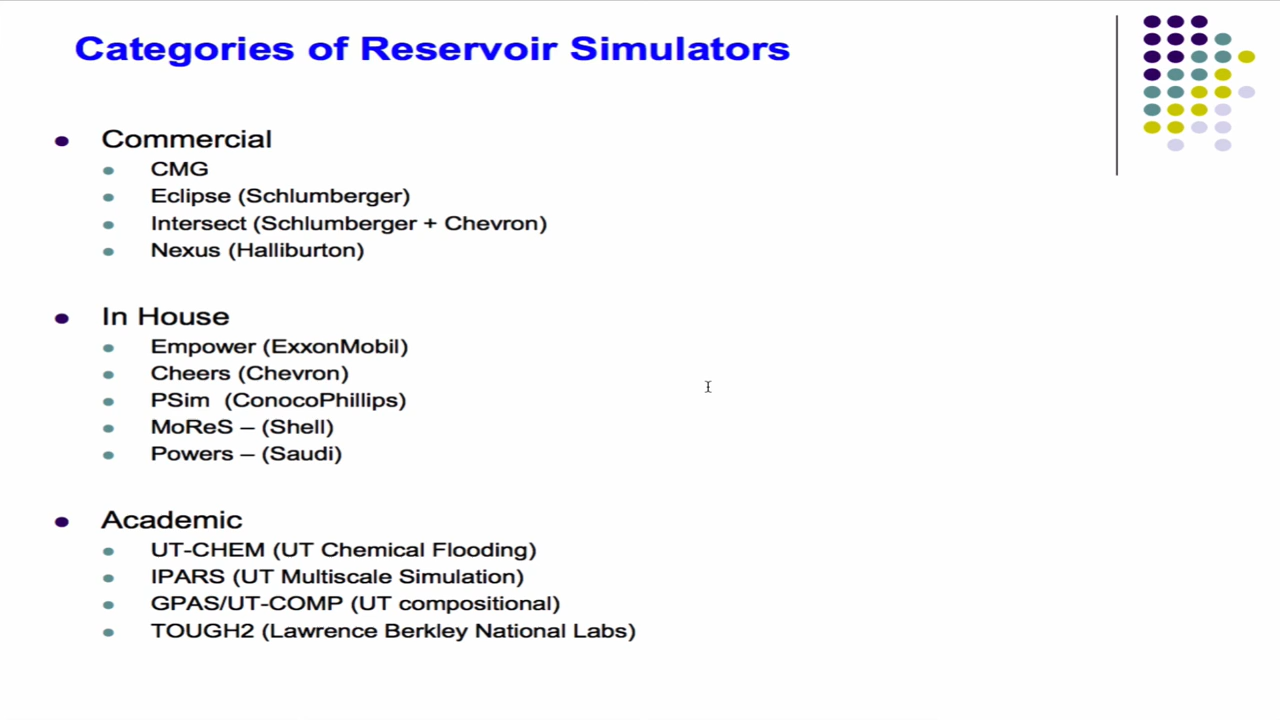 Categories of Reservoir Simulators
Commercial
CMG
Eclipse (Schlumberger)
Intersect (Schlumberger + Chevron)
Nexus (Halliburton)
In House
Empower (ExxonMobil)
Cheers (Chevron)
PSim (ConocoPhillips)
MoReS – (Shell)
Powers – (Saudi)
Academic
UT-CHEM (UT Chemical Flooding)
IPARS (UT Multiscale Simulation)
GPAS/UT-COMP (UT compositional)
TOUGH2 (Lawrence Berkley National Labs)